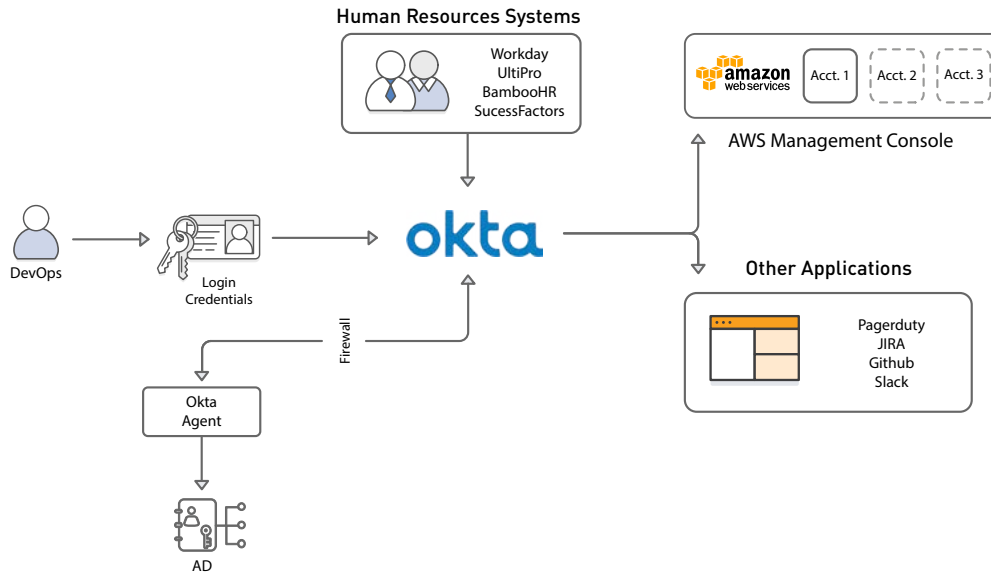 Human Resources Systems
Workday
UltiPro
BambooHR
SucessFactors
amazon
webservices
Acct. 1
Acct. 2
Acct. 3
AWS Management Console
DevOps
Login
Credentials
okta
Other Applications
Pagerduty
JIRA
Github
Slack
Firewall
Okta
Agent
AD